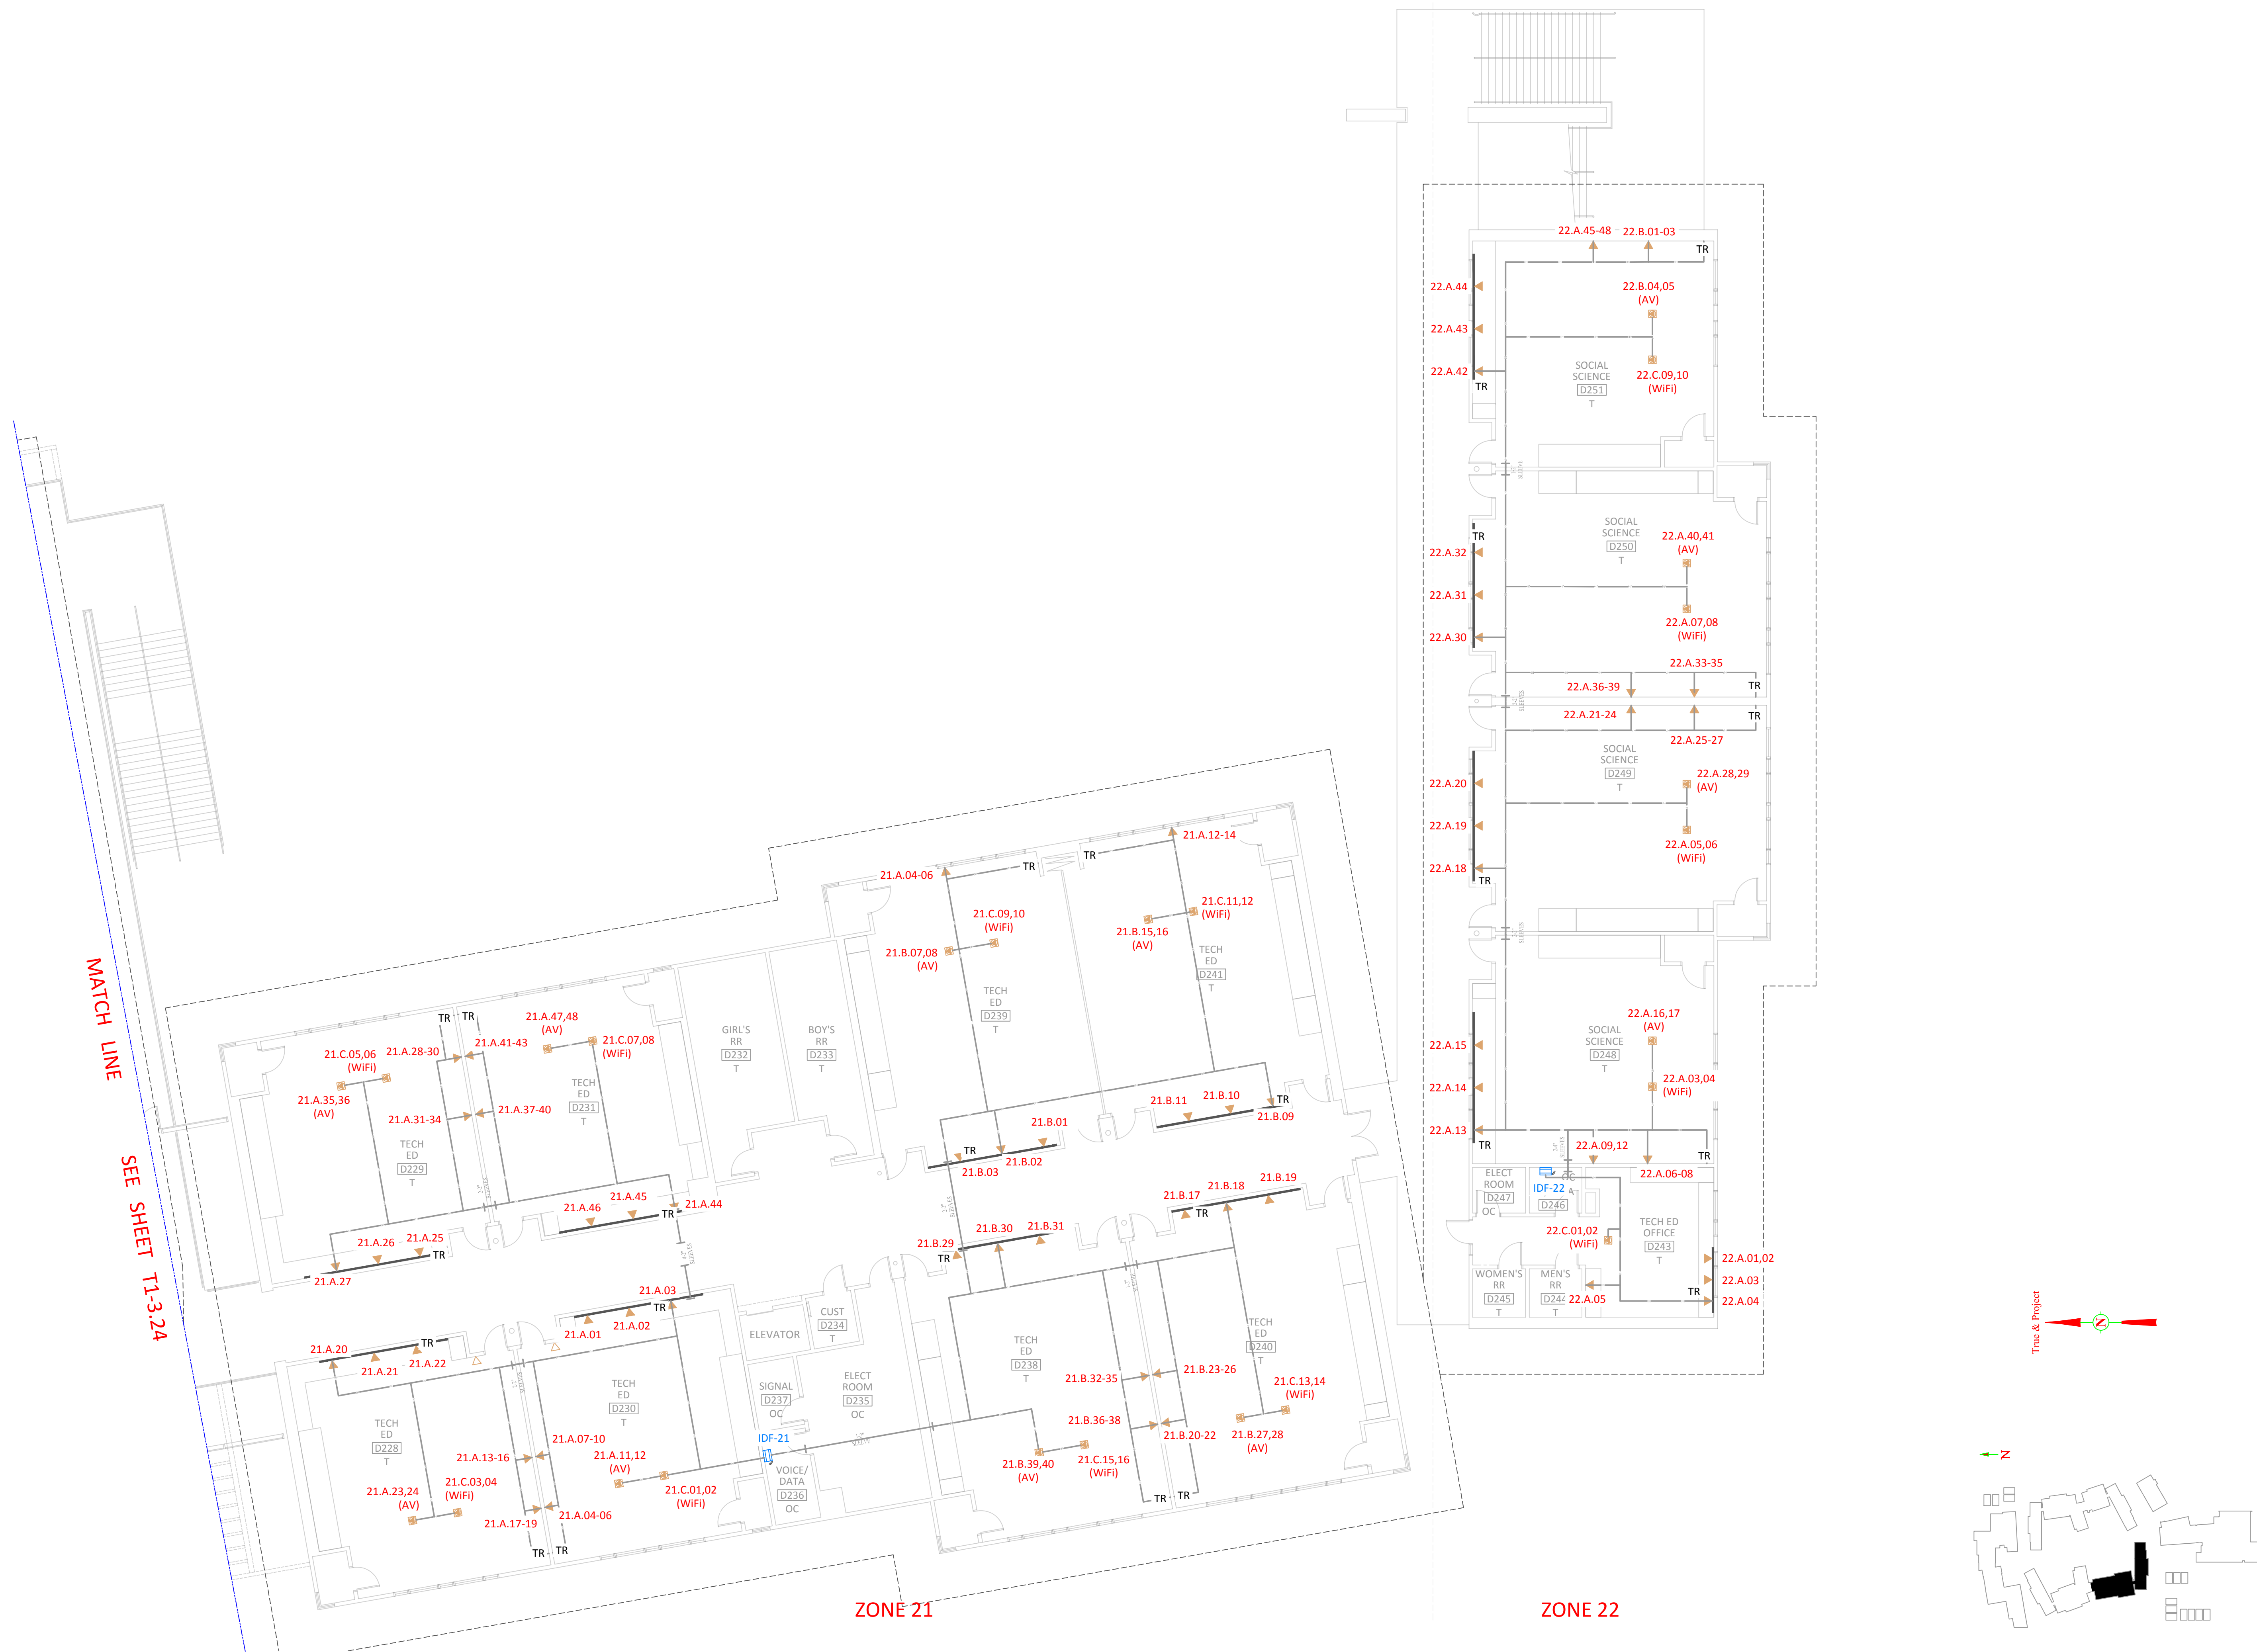 22.A.45-48
22.B.01-03
TR
22.A.44
22.B.04,05
(AV)
22.A.43
22.A.42
TR
SOCIAL
SCIENCE
D251
T
22.C.09,10
(WiFi)
SLEEVES
TR
22.A.32
22.A.31
22.A.30
SOCIAL
SCIENCE
D250
T
22.A.40,41
(AV)
22.A.07,08
(WiFi)
22.A.33-35
22.A.36-39
TR
SLEEVES
22.A.21-24
TR
22.A.25-27
SOCIAL
SCIENCE
D249
T
22.A.28,29
(AV)
22.A.20
22.A.19
22.A.18
TR
22.A.05,06
(WiFi)
SLEEVES
SOCIAL
SCIENCE
D248
T
22.A.16,17
(AV)
22.A.03,04
(WiFi)
22.A.15
22.A.14
22.A.13
TR
SLEEVES
22.A.09,12
TR
22.A.06-08
ELECT
ROOM
D247
OC
IDF-22
D246
22.C.01,02
(WiFi)
TECH ED
OFFICE
D243
T
22.A.01,02
22.A.03
22.A.04
TR
22.A.05
WOMEN'S
RR
D245
T
MEN'S
RR
D244
T
MATCH LINE
SEE SHEET T1-3.24
21.A.12-14
TR
TR
21.A.04-06
21.C.09,10
(WiFi)
21.B.07,08
(AV)
21.C.11,12
(WiFi)
21.B.15,16
(AV)
TECH
ED
D241
T
TECH
ED
D239
T
21.B.11
21.B.10
TR
21.B.09
21.B.01
21.B.02
TR
21.B.03
GIRL'S
RR
D232
T
BOY'S
RR
D233
T
TR
TR
21.A.47,48
(AV)
21.C.07,08
(WiFi)
21.A.41-43
21.A.28-30
21.C.05,06
(WiFi)
21.A.35,36
(AV)
21.A.31-34
21.A.37-40
TECH
ED
D231
T
TECH
ED
D229
T
SLEEVES
21.A.46
21.A.45
21.A.44
TR
21.A.26
21.A.25
TR
21.A.27
SLEEVES
SLEEVES
21.B.17
21.B.18
21.B.19
TR
21.B.30
21.B.31
21.B.29
TR
SLEEVES
21.A.03
TR
21.A.02
21.A.01
21.A.20
21.A.21
21.A.22
TR
SLEEVES
ELEVATOR
CUST
D234
T
SIGNAL
D237
OC
ELECT
ROOM
D235
OC
TECH
ED
D238
T
TECH
ED
D240
T
21.B.32-35
21.B.23-26
21.C.13,14
(WiFi)
21.B.27,28
(AV)
21.B.36-38
21.B.20-22
21.B.39,40
(AV)
21.C.15,16
(WiFi)
TR
TR
TECH
ED
D230
T
TECH
ED
D228
T
IDF-21
SLEEVE
VOICE/
DATA
D236
OC
21.A.07-10
21.A.13-16
21.A.11,12
(AV)
21.C.01,02
(WiFi)
21.A.23,24
(AV)
21.C.03,04
(WiFi)
21.A.17-19
21.A.04-06
TR
TR
ZONE 21
ZONE 22
True & Project
N
N